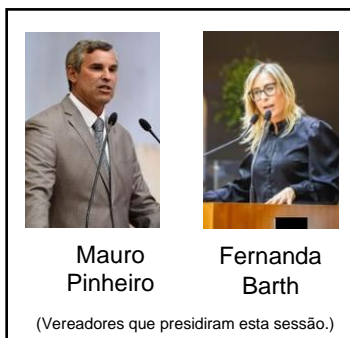 Mauro
Pinheiro
Fernanda
Barth
(Vereadores que presidiram esta sessão.)